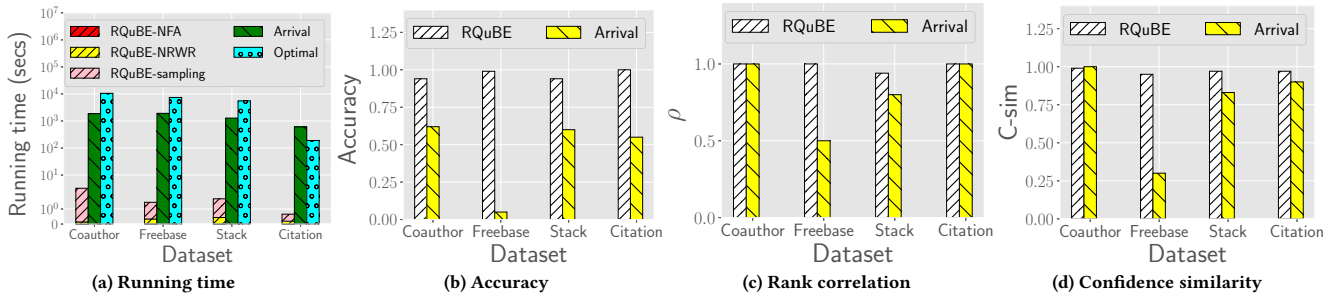 Running time (secs)
10^7
10^6
10^5
10^4
10^3
10^2
10^1
10^0
0
RQuBE-NFA
RQuBE-NRWR
RQuBE-sampling
Arrival
Optimal
Coauthor Freebase Stack Citation
Dataset
(a) Running time
Accuracy
1.25
1.00
0.75
0.50
0.25
0.00
RQuBE Arrival
Coauthor Freebase Stack Citation
Dataset
(b) Accuracy
ρ
1.0
0.5
0.0
RQuBE Arrival
Coauthor Freebase Stack Citation
Dataset
(c) Rank correlation
C-sim
1.25
1.00
0.75
0.50
0.25
0.00
RQuBE Arrival
Coauthor Freebase Stack Citation
Dataset
(d) Confidence similarity